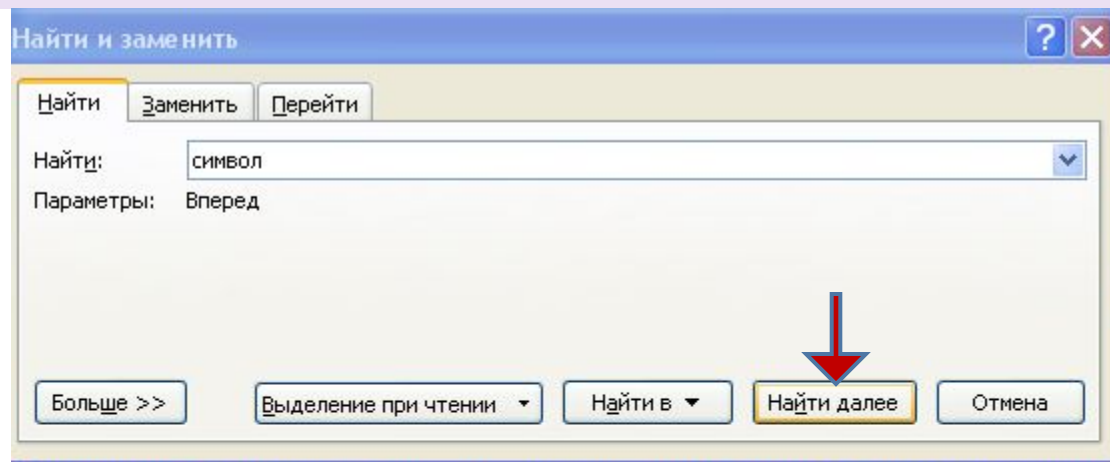 Найти и заменить
Найти Заменить Перейти
Найти: символ
Параметры: Вперед
Больше >> Выделение при чтении Найти в Найти далее Отмена